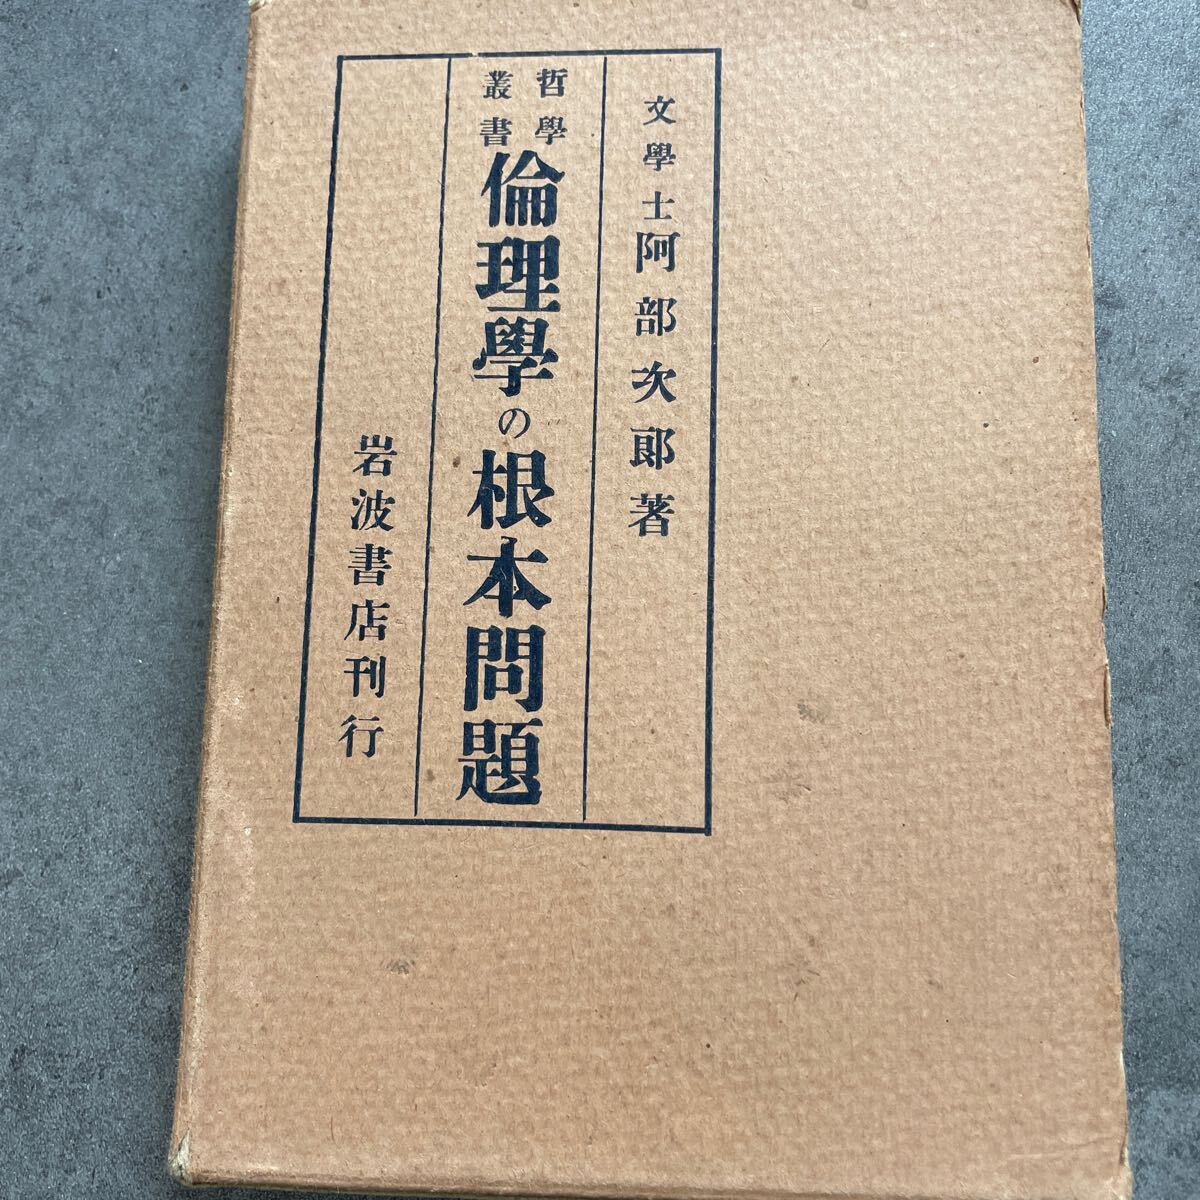 文學士阿部次郎著
哲學
叢書
倫理學の根本問題
岩波書店刊行